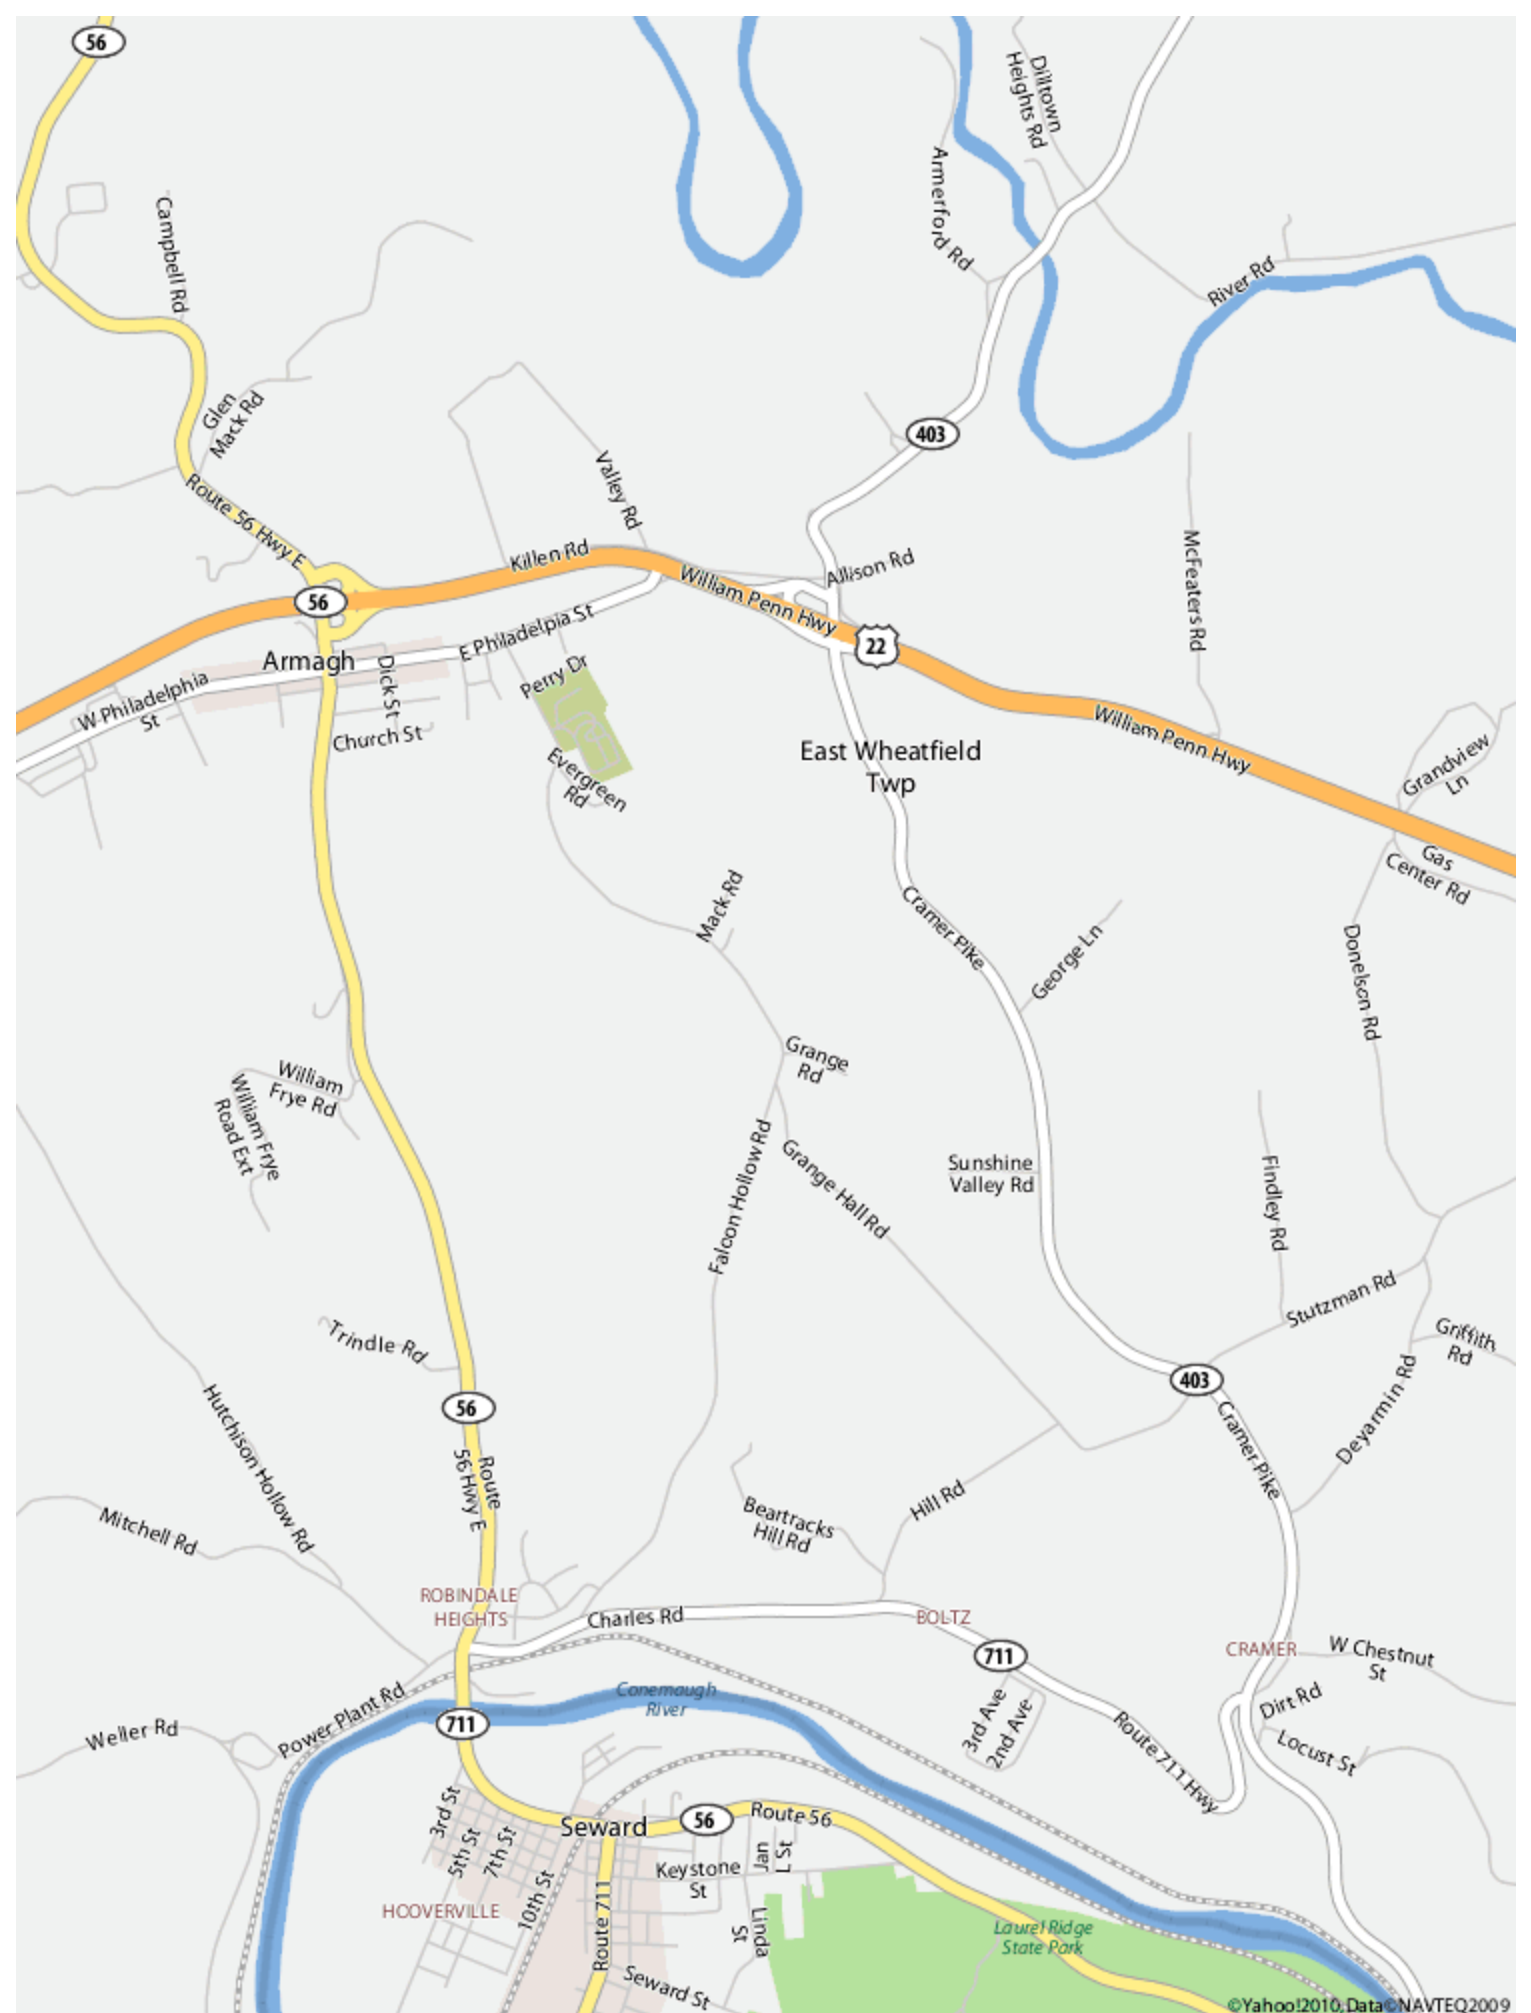 56
Dilltown
Heights Rd
Armerford Rd
Campbell Rd
River Rd
Glen
Mack Rd
403
Valley Rd
Route 56 Hwy E
Killen Rd
Allison Rd
McFeaters Rd
William Penn Hwy
56
22
E Philadelpia St
Armagh
Dick St
Perry Dr
W Philadelphia
St
Church St
William Penn Hwy
East Wheatfield
Twp
Grandview
Ln
Evergreen
Rd
Gas
Center Rd
Mack Rd
Cramer Pike
George Ln
Donelson Rd
Grange
Rd
William
Frye Rd
William Frye
Road Ext
Falcon Hollow Rd
Grange Hall Rd
Sunshine
Valley Rd
Findley Rd
Stutzman Rd
Trindle Rd
Griffith
Rd
403
Deyarmin Rd
56
Hutchison Hollow Rd
Cramer Pike
Route
56 Hwy E
Hill Rd
Beartracks
Hill Rd
Mitchell Rd
ROBINDALE
HEIGHTS
Charles Rd
BOLTZ
711
CRAMER
W Chestnut
St
Conemaugh
River
Power Plant Rd
Dirt Rd
3rd Ave
2nd Ave
Weller Rd
711
Route 711 Hwy
Locust St
3rd St
5th St
7th St
Seward
56
Route 56
Jan
L St
Keystone
St
10th St
HOOVERVILLE
Route 711
Linda
St
Laurel Ridge
State Park
Seward St
©Yahoo!2010, Data©NAVTEQ2009